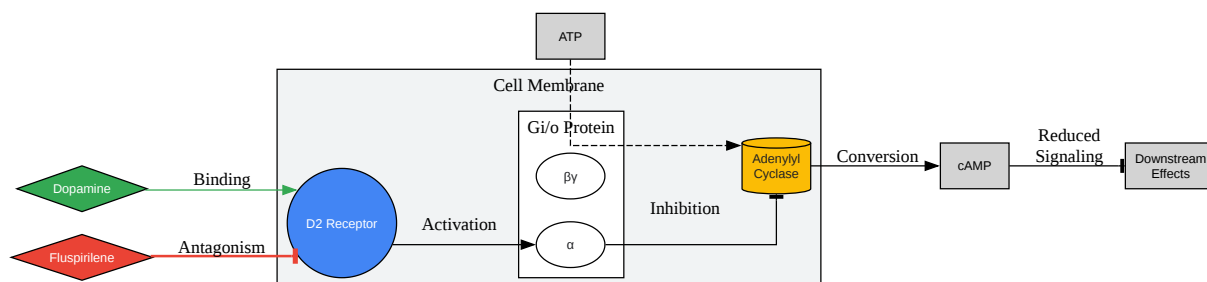 ATP
Cell Membrane
Gi/o Protein
βγ
α
Dopamine
Binding
Fluspirilene
Antagonism
D2 Receptor
Activation
Inhibition
Adenylyl
Cyclase
Conversion
cAMP
Reduced
Signaling
Downstream
Effects